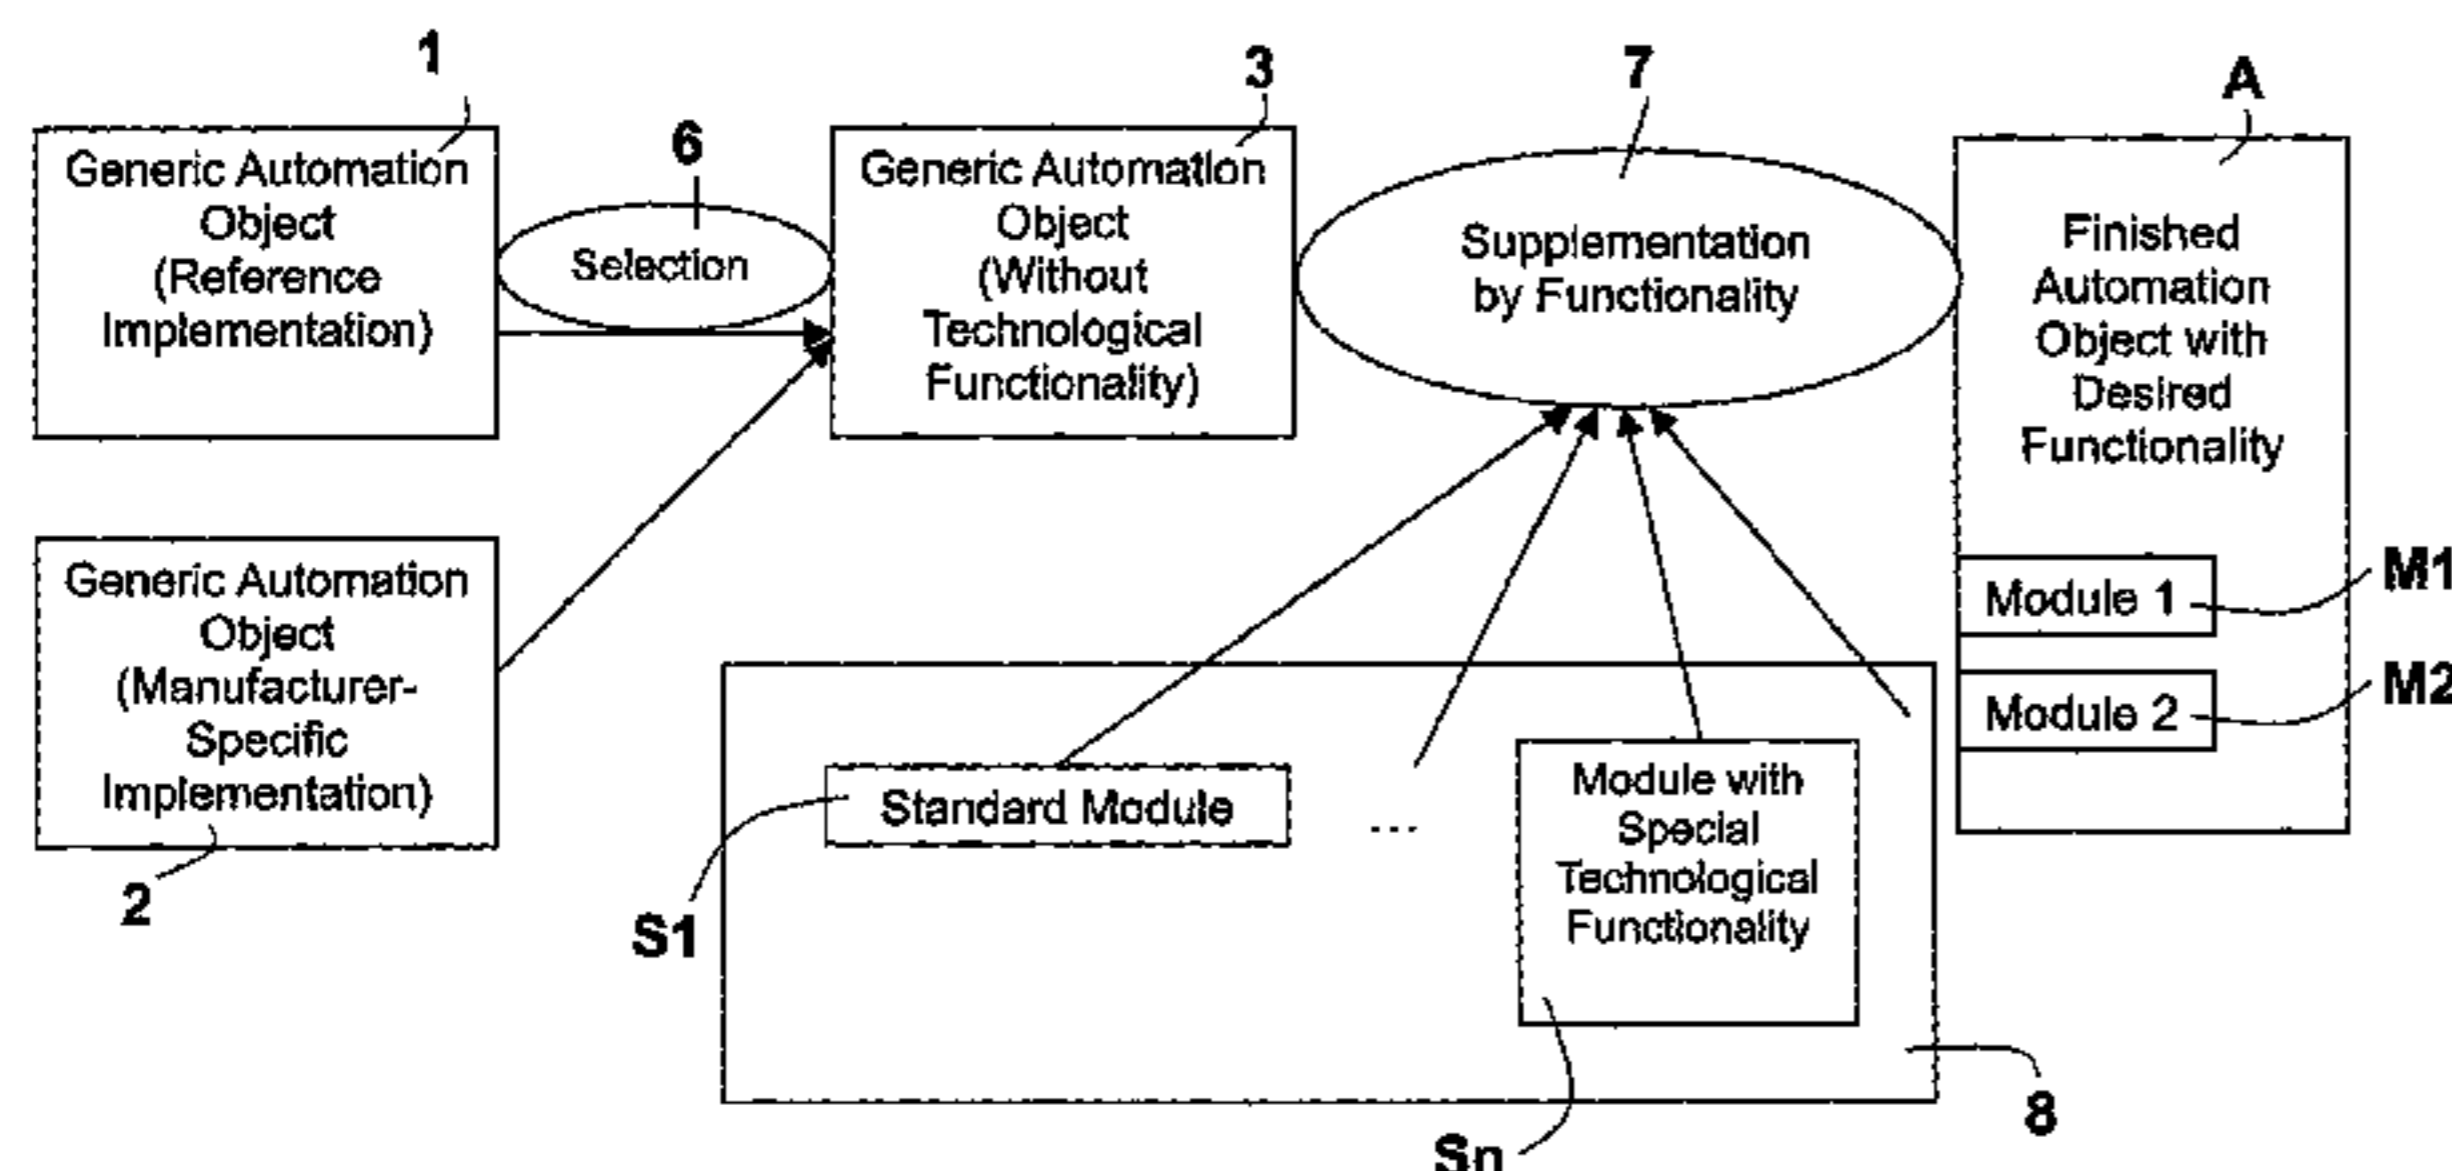 1
Generic Automation
Object
(Reference
Implementation)
6
Selection
3
Generic Automation
Object
(Without
Technological
Functionality)
7
Supplementation
by Functionality
A
Finished
Automation
Object with
Desired
Functionality
Module 1
M1
Module 2
M2
Generic Automation
Object
(Manufacturer-
Specific
Implementation)
2
Standard Module
S1
...
Module with
Special
Technological
Functionality
Sn
8